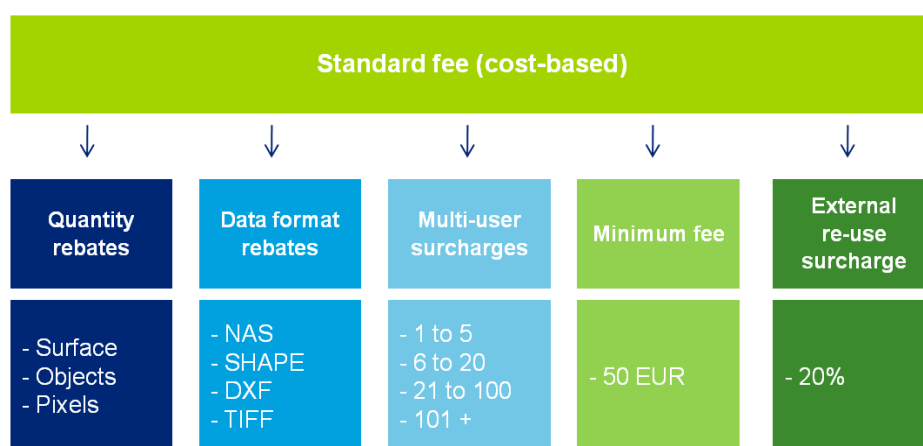 Standard fee (cost-based)
Quantity
rebates
Data format
rebates
Multi-user
surcharges
Minimum fee
External
re-use
surcharge
- Surface
- Objects
- Pixels
- NAS
- SHAPE
- DXF
- TIFF
- 1 to 5
- 6 to 20
- 21 to 100
- 101 +
- 50 EUR
- 20%